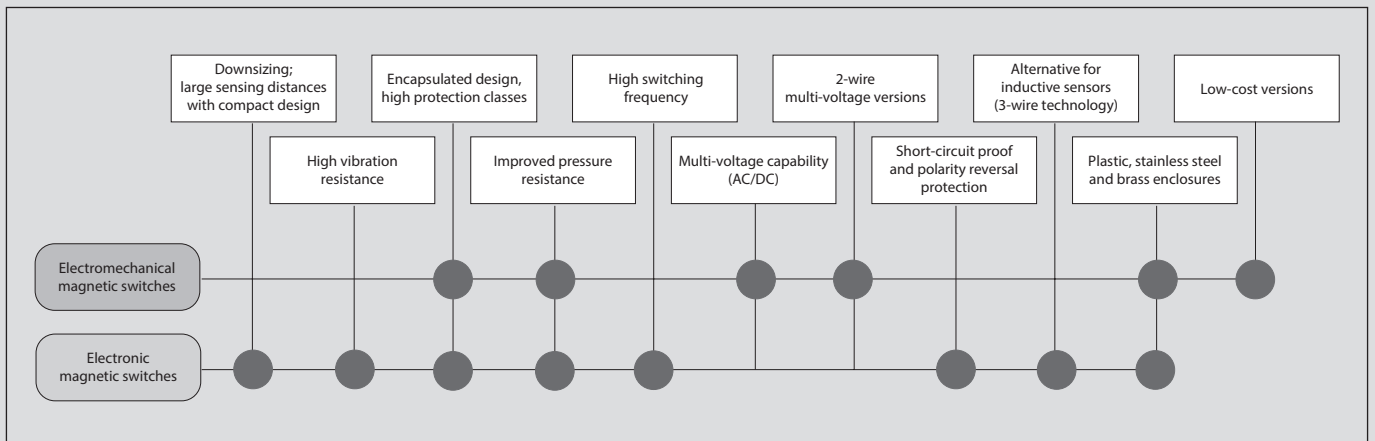 Downsizing;
large sensing distances
with compact design
Encapsulated design,
high protection classes
High switching
frequency
2-wire
multi-voltage versions
Alternative for
inductive sensors
(3-wire technology)
Low-cost versions
High vibration
resistance
Improved pressure
resistance
Multi-voltage capability
(AC/DC)
Short-circuit proof
and polarity reversal
protection
Plastic, stainless steel
and brass enclosures
Electromechanical
magnetic switches
Electronic
magnetic switches